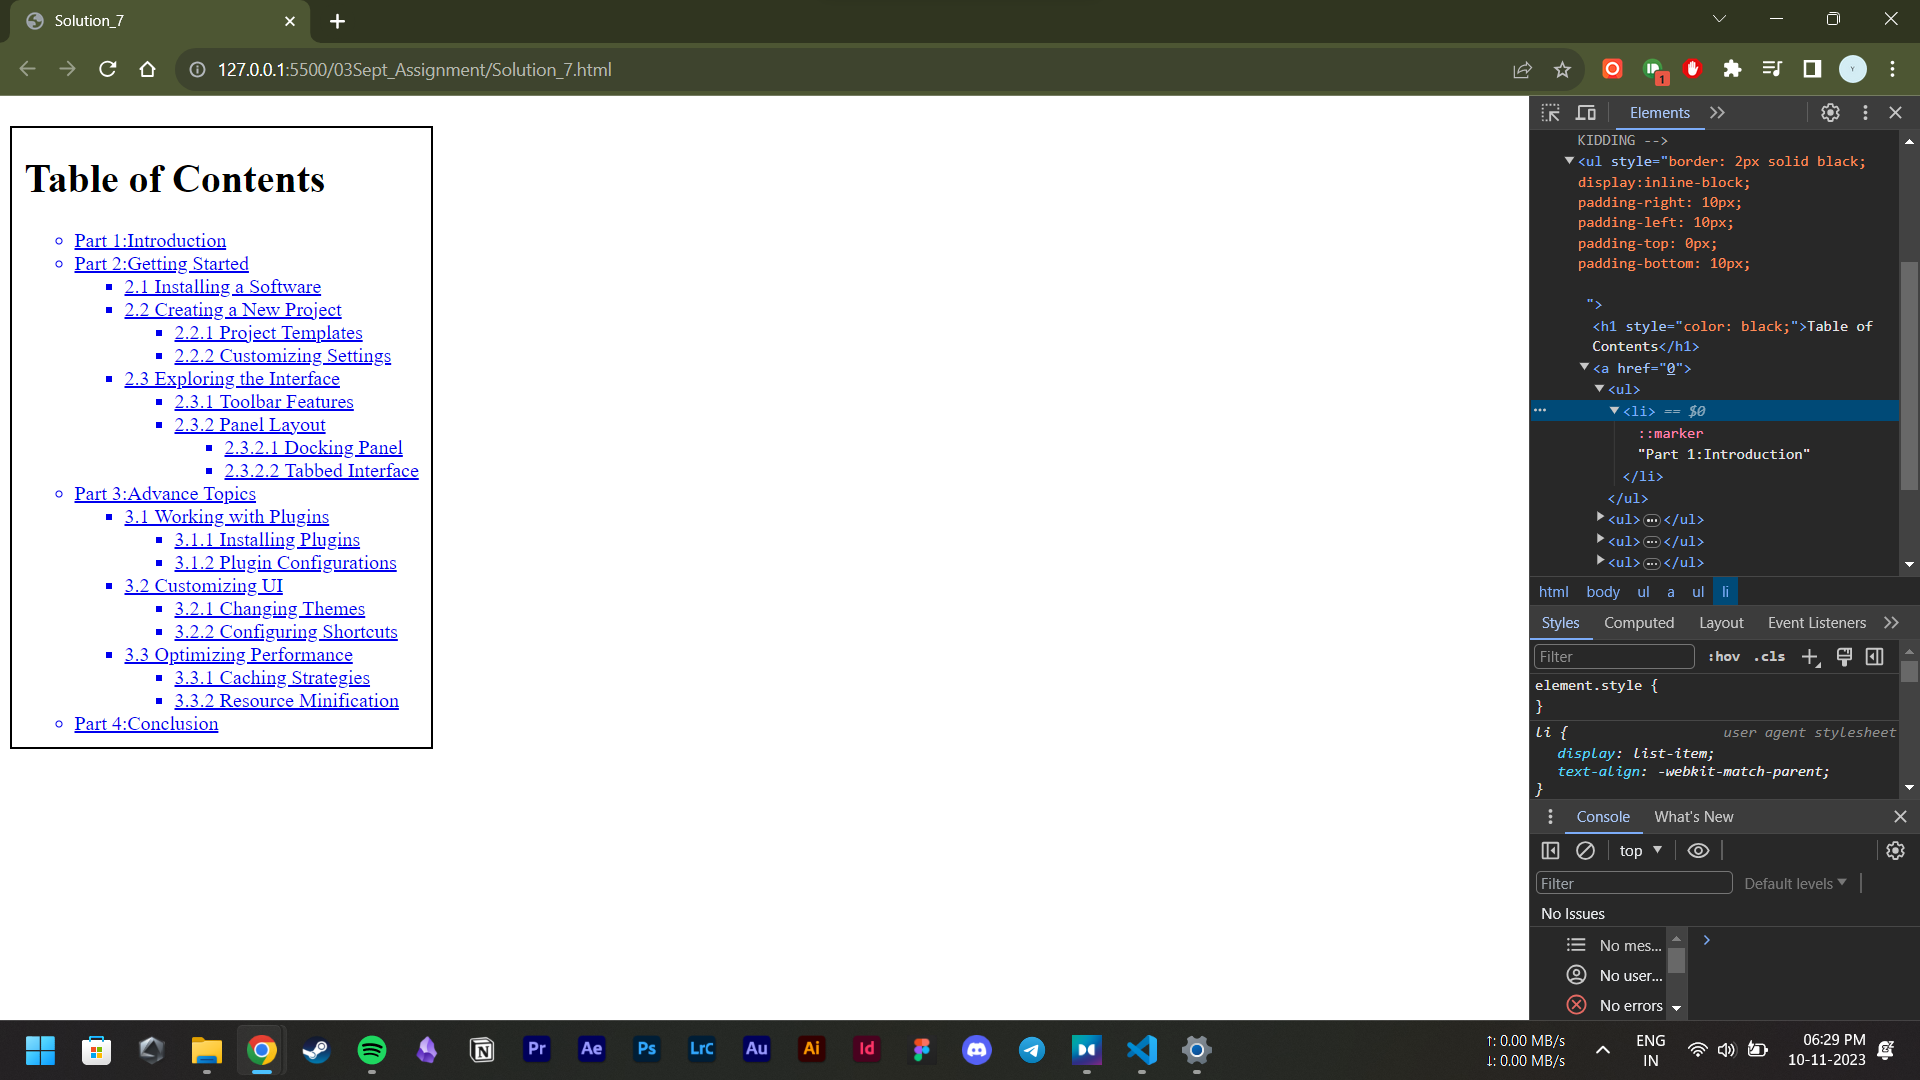 Solution_7
127.0.0.1:5500/03Sept_Assignment/Solution_7.html
1
Y
Table of Contents
Part 1:Introduction
Part 2:Getting Started
2.1 Installing a Software
2.2 Creating a New Project
2.2.1 Project Templates
2.2.2 Customizing Settings
2.3 Exploring the Interface
2.3.1 Toolbar Features
2.3.2 Panel Layout
2.3.2.1 Docking Panel
2.3.2.2 Tabbed Interface
Part 3:Advance Topics
3.1 Working with Plugins
3.1.1 Installing Plugins
3.1.2 Plugin Configurations
3.2 Customizing UI
3.2.1 Changing Themes
3.2.2 Configuring Shortcuts
3.3 Optimizing Performance
3.3.1 Caching Strategies
3.3.2 Resource Minification
Part 4:Conclusion
Elements
KIDDING -->
<ul style="border: 2px solid black;
display:inline-block;
padding-right: 10px;
padding-left: 10px;
padding-top: 0px;
padding-bottom: 10px;
">
<h1 style="color: black;">Table of
Contents</h1>
<a href="0">
<ul>
<li> == $0
::marker
"Part 1:Introduction"
</li>
</ul>
<ul>…</ul>
<ul>…</ul>
<ul>…</ul>
html body ul a ul li
Styles Computed Layout Event Listeners
Filter :hov .cls
element.style {
}
li { user agent stylesheet
display: list-item;
text-align: -webkit-match-parent;
}
Console What's New
top
Filter Default levels
No Issues
No mes...
No user...
No errors
Pr Ae Ps LrC Au Ai Id
↑: 0.00 MB/s
↓: 0.00 MB/s
ENG
IN
06:29 PM
10-11-2023